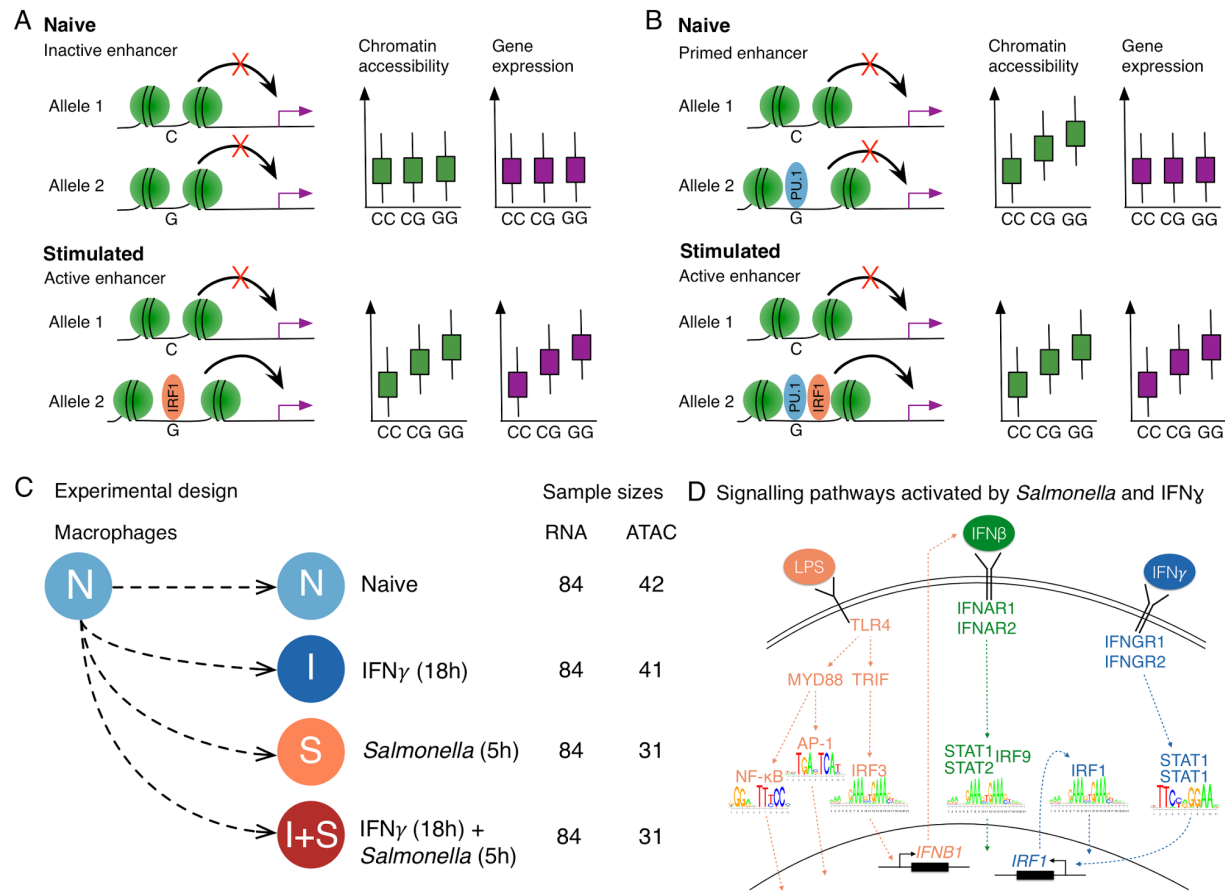 A
Naive
Inactive enhancer
Chromatin
accessibility
Gene
expression
Allele 1
C
Allele 2
G
CC CG GG
CC CG GG
Stimulated
Active enhancer
Allele 1
C
Allele 2
IRF1
G
CC CG GG
CC CG GG
B
Naive
Primed enhancer
Chromatin
accessibility
Gene
expression
Allele 1
C
Allele 2
PU.1
G
CC CG GG
CC CG GG
Stimulated
Active enhancer
Allele 1
C
Allele 2
PU.1
IRF1
G
CC CG GG
CC CG GG
C Experimental design
Sample sizes
Macrophages
RNA ATAC
N
N Naive 84 42
I IFNγ (18h) 84 41
S Salmonella (5h) 84 31
I+S IFNγ (18h) +
Salmonella (5h)
84 31
D Signalling pathways activated by Salmonella and IFNɣ
LPS
IFNβ
IFNγ
TLR4
IFNAR1
IFNAR2
IFNGR1
IFNGR2
MYD88 TRIF
AP-1
NF-κB
IRF3
STAT1
STAT2
IRF9
IRF1
STAT1
STAT1
IFNB1
IRF1